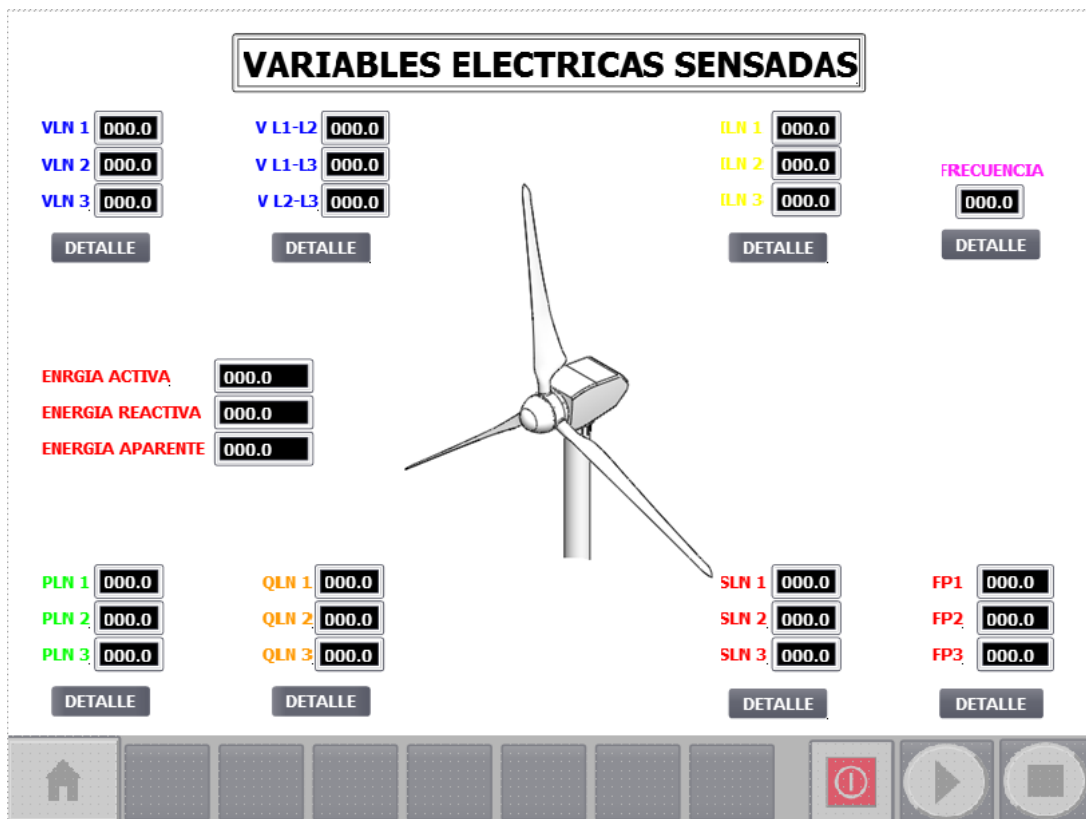 VARIABLES ELECTRICAS SENSADAS
VLN 1 000.0
VLN 2 000.0
VLN 3 000.0
DETALLE
V L1-L2 000.0
V L1-L3 000.0
V L2-L3 000.0
DETALLE
ILN 1 000.0
ILN 2 000.0
ILN 3 000.0
DETALLE
FRECUENCIA
000.0
DETALLE
ENRGIA ACTIVA 000.0
ENERGIA REACTIVA 000.0
ENERGIA APARENTE 000.0
PLN 1 000.0
PLN 2 000.0
PLN 3 000.0
DETALLE
QLN 1 000.0
QLN 2 000.0
QLN 3 000.0
DETALLE
SLN 1 000.0
SLN 2 000.0
SLN 3 000.0
DETALLE
FP1 000.0
FP2 000.0
FP3 000.0
DETALLE